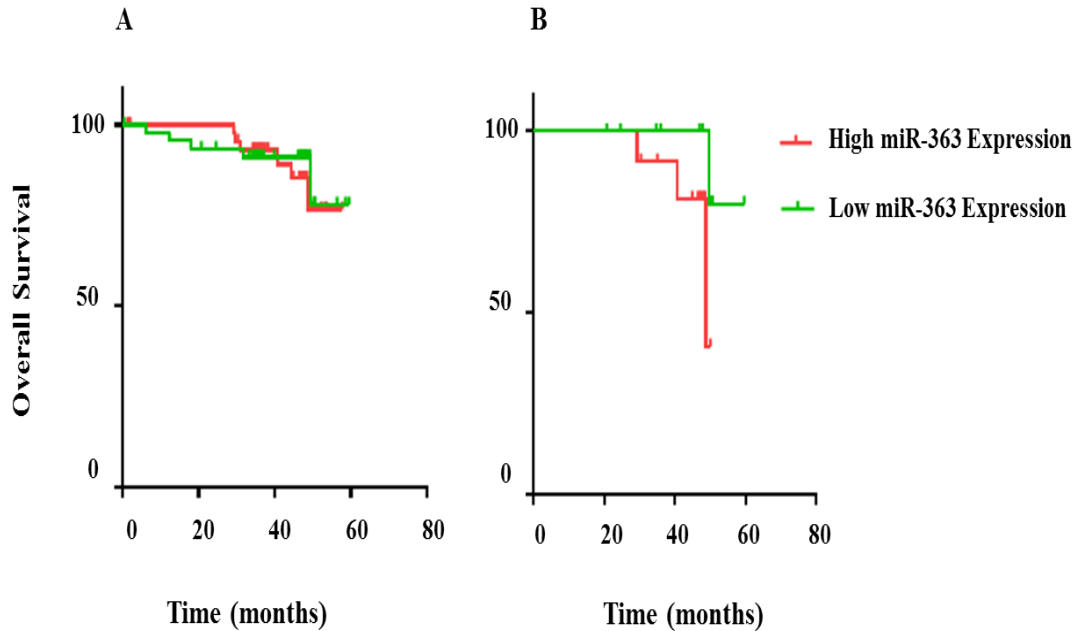 A
B
Overall Survival
100
50
0
0 20 40 60 80
Time (months)
100
50
0
0 20 40 60 80
Time (months)
High miR-363 Expression
Low miR-363 Expression